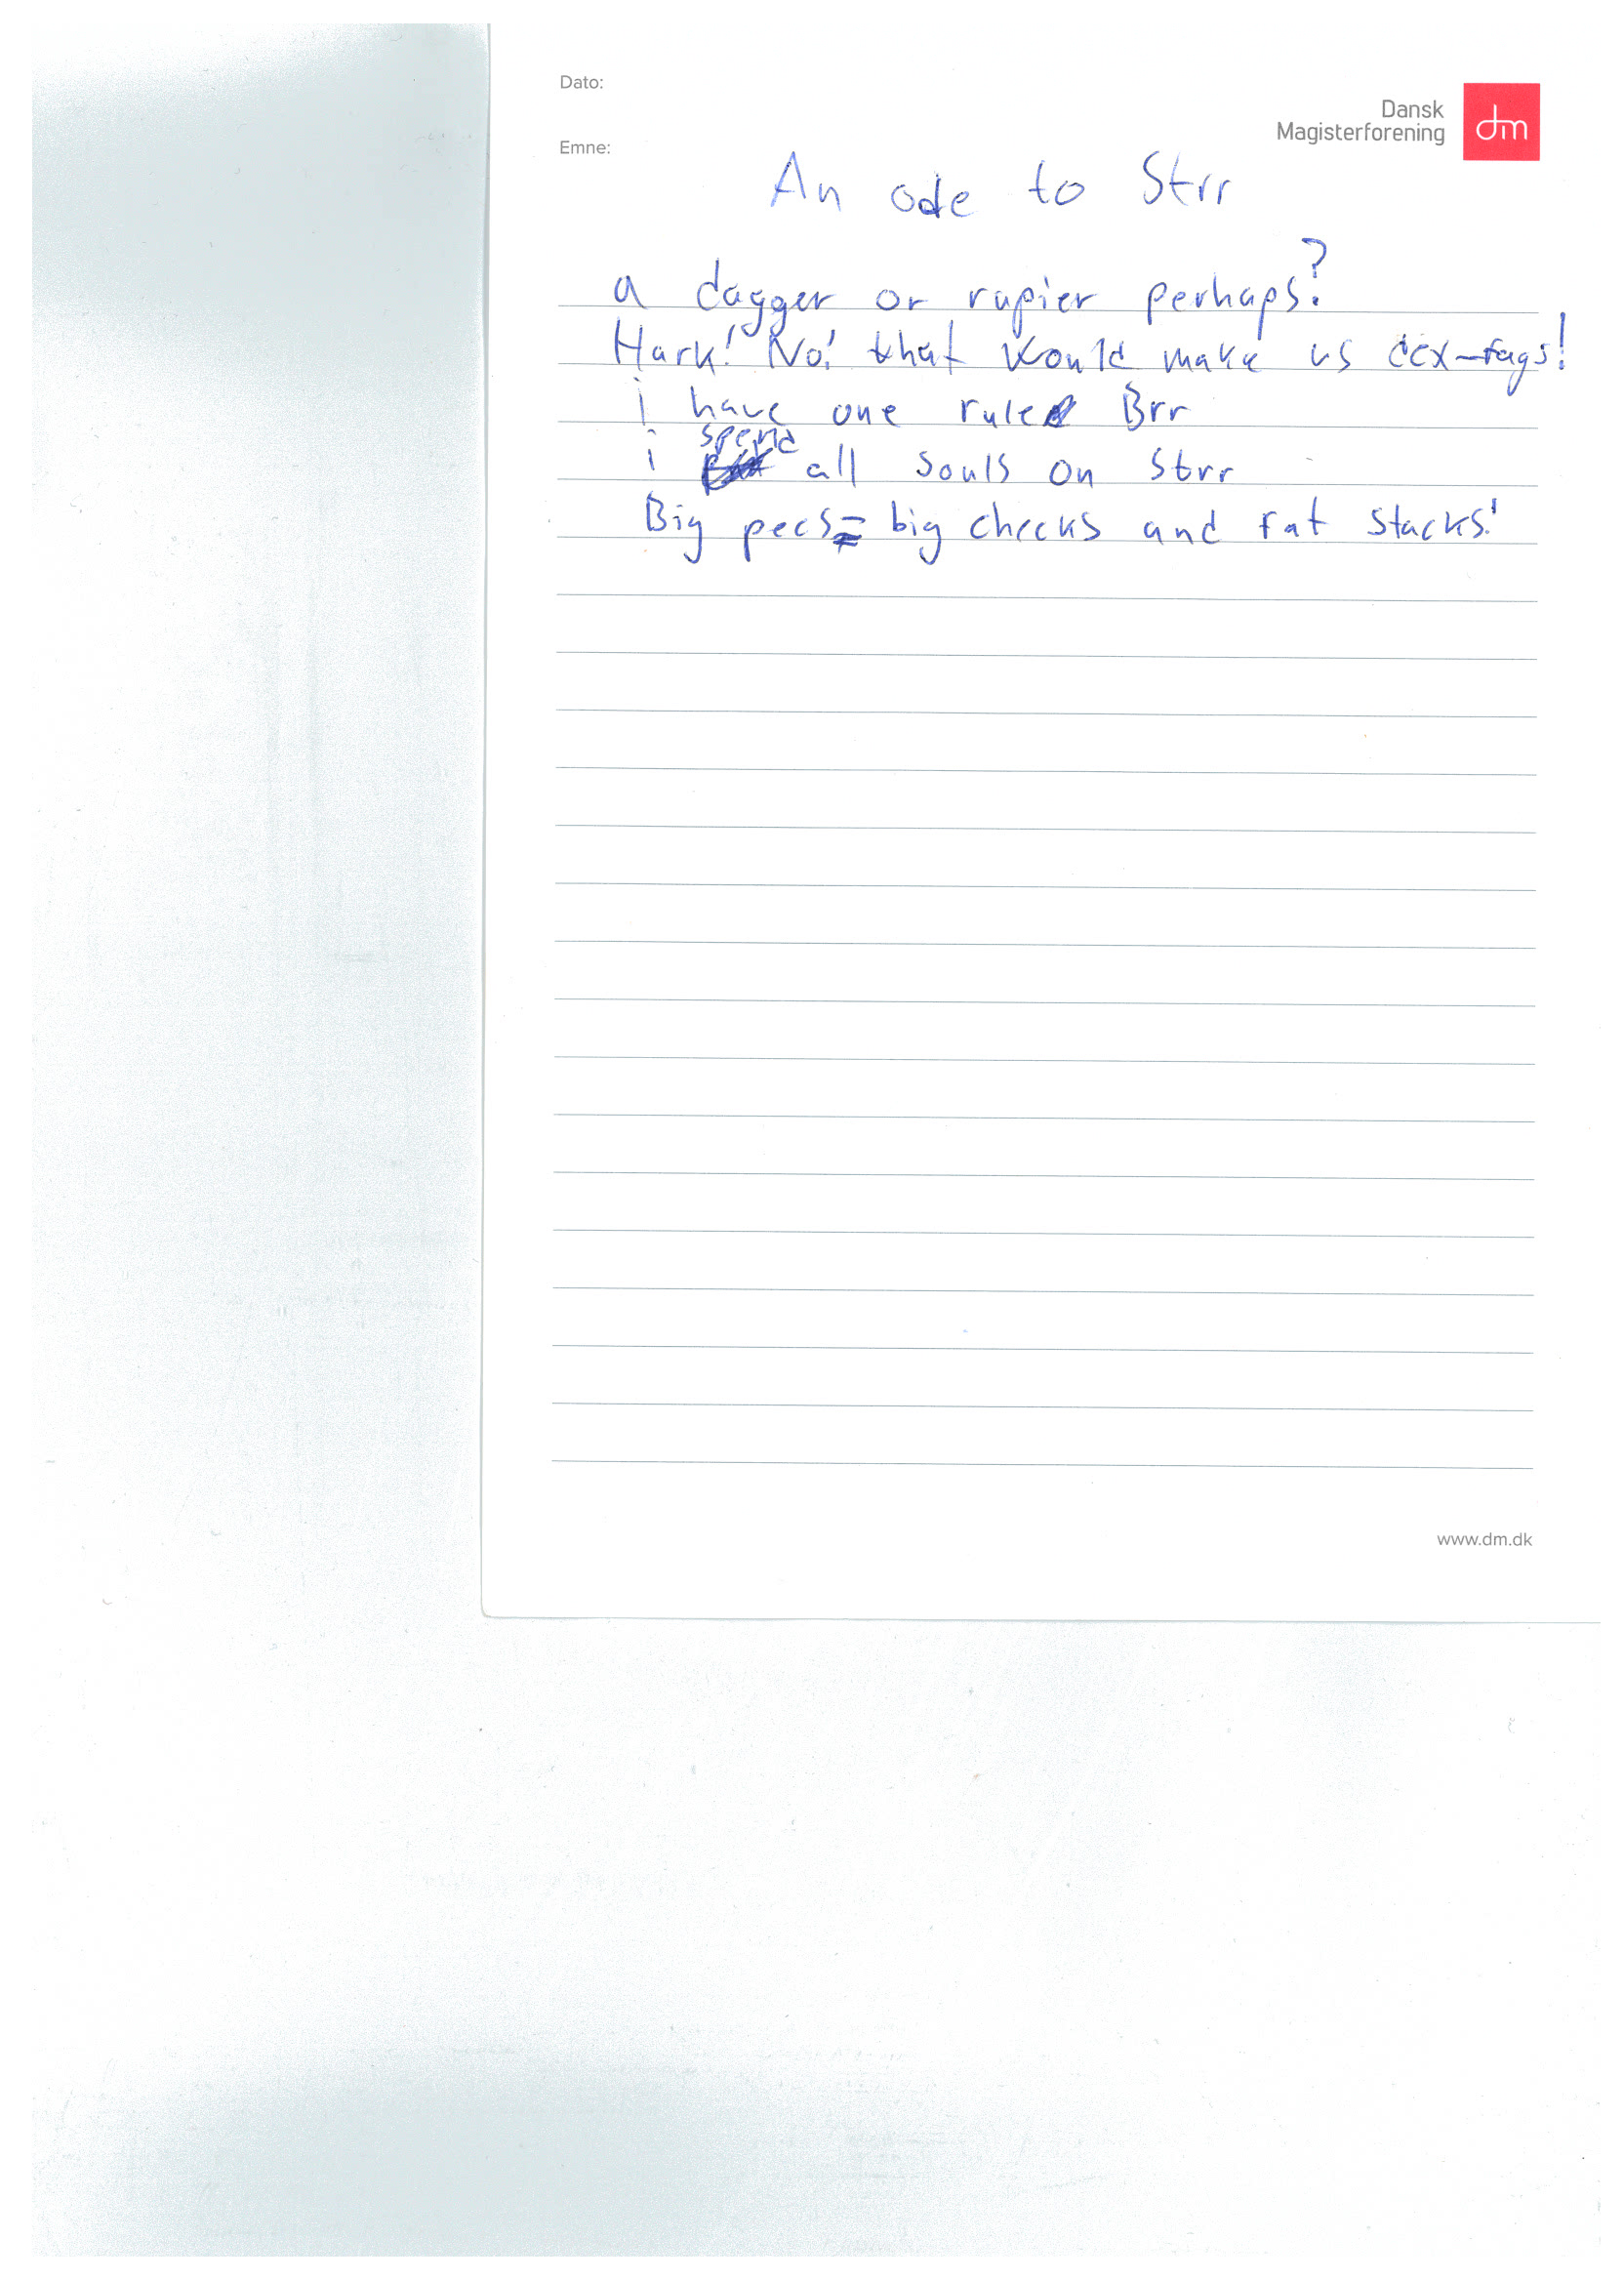 Dato:
Dansk
Magisterforening
dm
Emne:
An ode to Strr
a dagger or rapier perhaps?
Hark! No! that would make us dex-fags!
i have one rule Brr
i spend all souls on Strr
Big pecs = big checks and fat stacks!
www.dm.dk